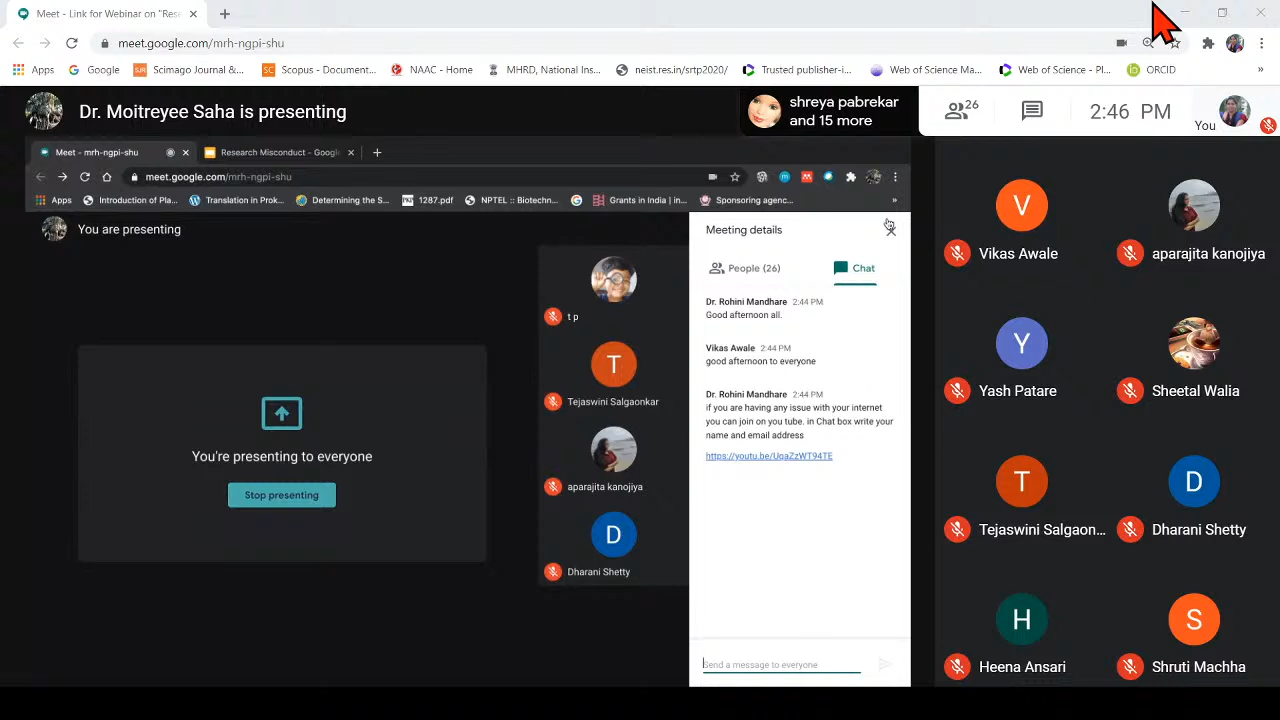 Meet - Link for Webinar on "Rese
meet.google.com/mrh-ngpi-shu
Apps
Google
Scimago Journal &...
Scopus - Document...
NAAC - Home
MHRD, National Ins...
neist.res.in/srtp2020/
Trusted publisher-i...
Web of Science Ma...
Web of Science - Pl...
ORCID
»
Dr. Moitreyee Saha is presenting
shreya pabrekar
and 15 more
26
2:46 PM
You
Meet - mrh-ngpi-shu
Research Misconduct - Google
meet.google.com/mrh-ngpi-shu
Apps
Introduction of Pla...
Translation in Prok...
Determining the S...
1287.pdf
NPTEL :: Biotechn...
Grants in India | in...
Sponsoring agenc...
»
You are presenting
Meeting details
People (26)
Chat
Dr. Rohini Mandhare 2:44 PM
Good afternoon all.
Vikas Awale 2:44 PM
good afternoon to everyone
Dr. Rohini Mandhare 2:44 PM
if you are having any issue with your internet
you can join on you tube. in Chat box write your
name and email address
https://youtu.be/UqaZzWT94TE
Send a message to everyone
You're presenting to everyone
Stop presenting
t p
T
Tejaswini Salgaonkar
aparajita kanojiya
D
Dharani Shetty
V
Vikas Awale
aparajita kanojiya
Y
Yash Patare
Sheetal Walia
T
Tejaswini Salgaon...
D
Dharani Shetty
H
Heena Ansari
S
Shruti Machha